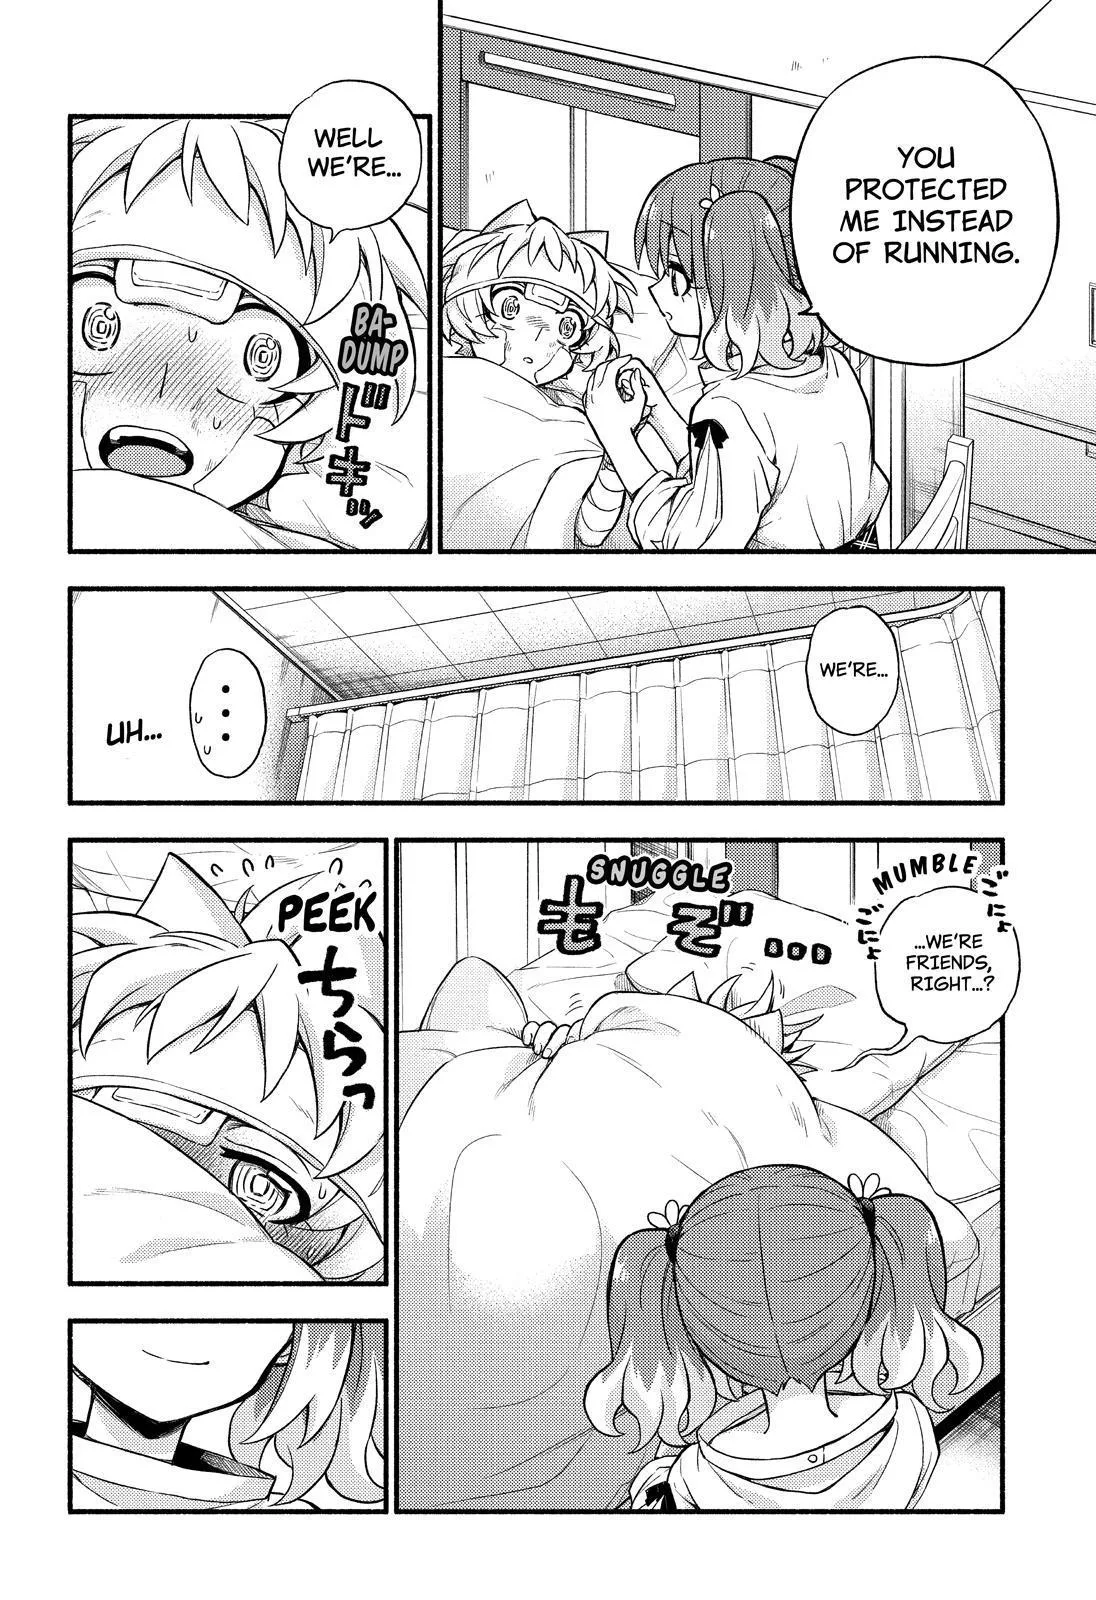 YOU
PROTECTED
ME INSTEAD
OF RUNNING.
WELL
WE'RE...
BA-
DUMP
ドキッ
WE'RE...
...
UH...
MUMBLE
ごにょ
ごにょ
...WE'RE
FRIENDS,
RIGHT...?
SNUGGLE
もぞ...
PEEK
ちらっ